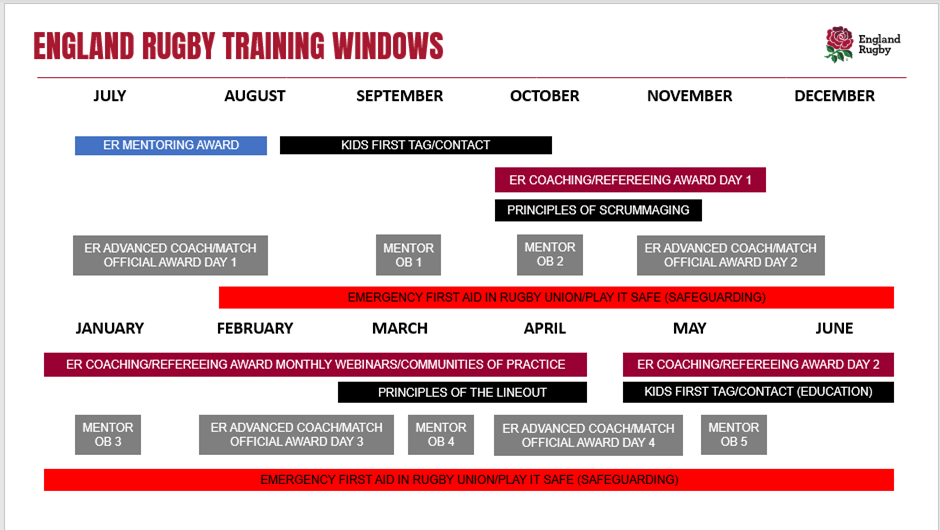 ENGLAND RUGBY TRAINING WINDOWS
England
Rugby
JULY AUGUST SEPTEMBER OCTOBER NOVEMBER DECEMBER
ER MENTORING AWARD KIDS FIRST TAG/CONTACT
ER COACHING/REFEREEING AWARD DAY 1
PRINCIPLES OF SCRUMMAGING
ER ADVANCED COACH/MATCH
OFFICIAL AWARD DAY 1
MENTOR
OB 1
MENTOR
OB 2
ER ADVANCED COACH/MATCH
OFFICIAL AWARD DAY 2
EMERGENCY FIRST AID IN RUGBY UNION/PLAY IT SAFE (SAFEGUARDING)
JANUARY FEBRUARY MARCH APRIL MAY JUNE
ER COACHING/REFEREEING AWARD MONTHLY WEBINARS/COMMUNITIES OF PRACTICE ER COACHING/REFEREEING AWARD DAY 2
PRINCIPLES OF THE LINEOUT KIDS FIRST TAG/CONTACT (EDUCATION)
MENTOR
OB 3
ER ADVANCED COACH/MATCH
OFFICIAL AWARD DAY 3
MENTOR
OB 4
ER ADVANCED COACH/MATCH
OFFICIAL AWARD DAY 4
MENTOR
OB 5
EMERGENCY FIRST AID IN RUGBY UNION/PLAY IT SAFE (SAFEGUARDING)